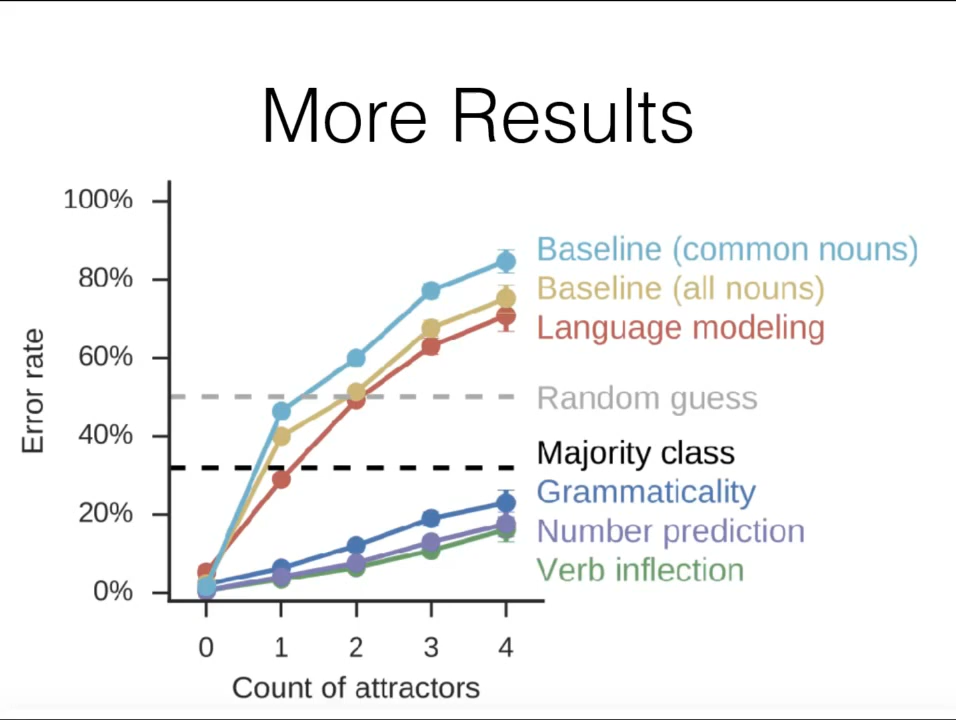 More Results
100%
80%
60%
40%
20%
0%
Error rate
0 1 2 3 4
Count of attractors
Baseline (common nouns)
Baseline (all nouns)
Language modeling
Random guess
Majority class
Grammaticality
Number prediction
Verb inflection